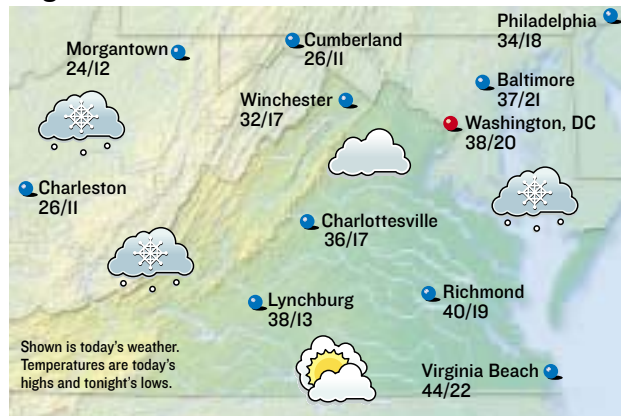 Philadelphia
34/18
Morgantown
24/12
Cumberland
26/11
Baltimore
37/21
Winchester
32/17
Washington, DC
38/20
Charleston
26/11
Charlottesville
36/17
Lynchburg
38/13
Richmond
40/19
Shown is today's weather.
Temperatures are today's
highs and tonight's lows.
Virginia Beach
44/22